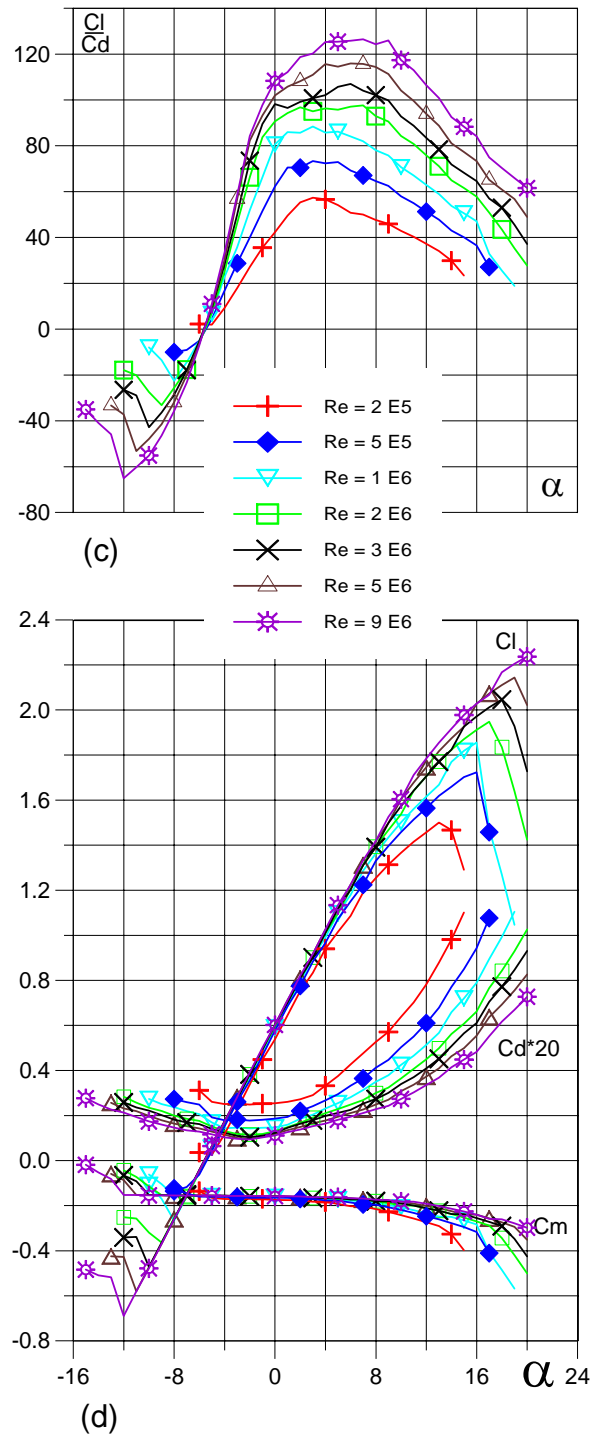 Cl
Cd
120
80
40
0
-40
-80
α
(c)
Re = 2 E5
Re = 5 E5
Re = 1 E6
Re = 2 E6
Re = 3 E6
Re = 5 E6
Re = 9 E6
2.4
Cl
2.0
1.6
1.2
0.8
Cd*20
0.4
0.0
Cm
-0.4
-0.8
-16 -8 0 8 16 α 24
(d)